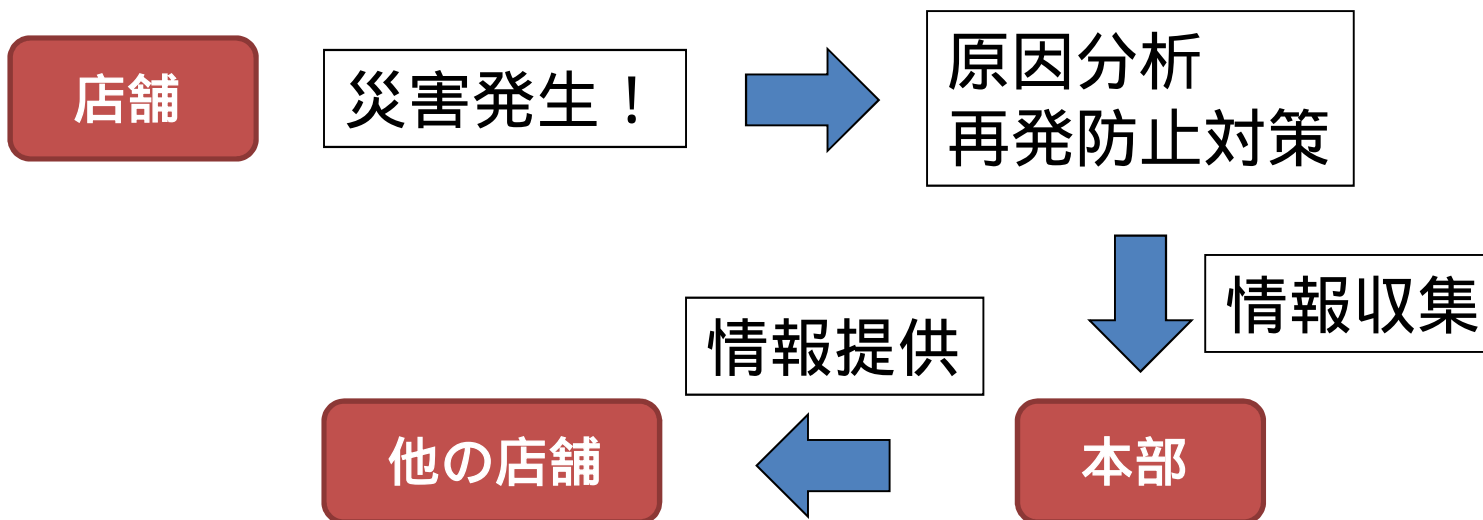 店舗
災害発生！
原因分析
再発防止対策
情報収集
情報提供
他の店舗
本部